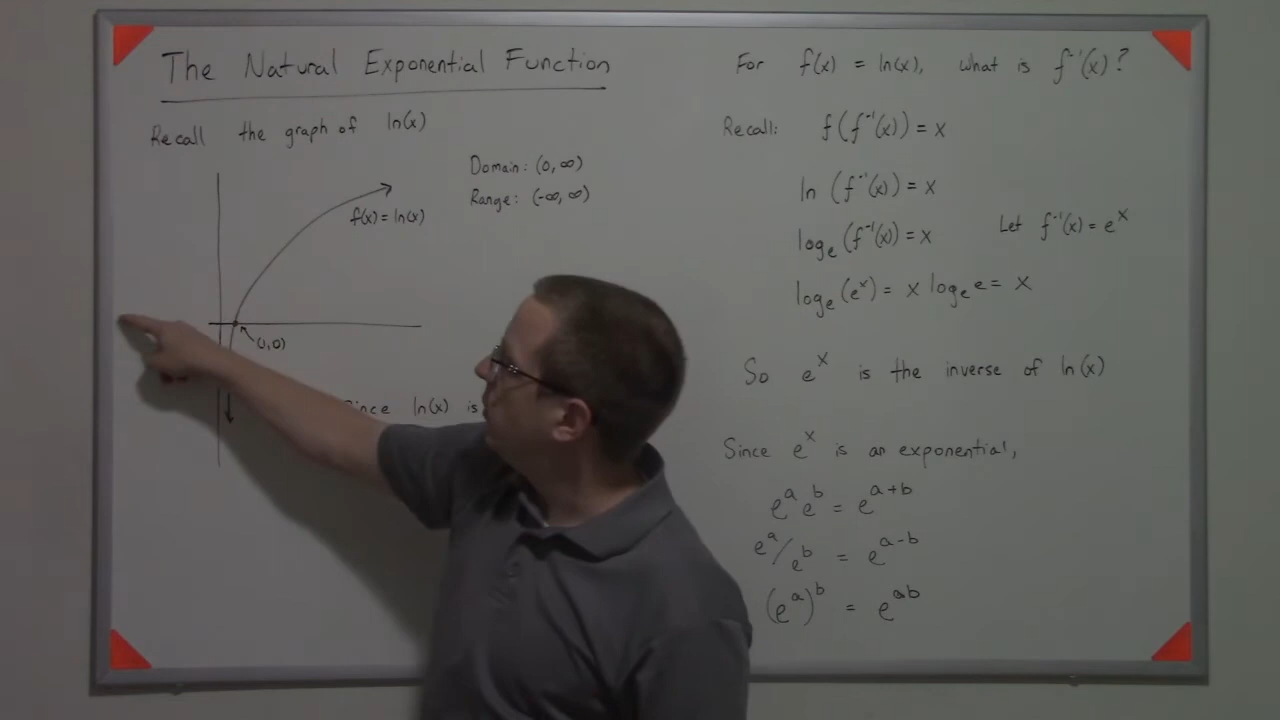 The Natural Exponential Function
Recall the graph of ln(x)
Domain: (0, ∞)
Range: (-∞, ∞)
f(x) = ln(x)
(1,0)
Since ln(x) is
For f(x) = ln(x), what is f⁻¹(x)?
Recall: f(f⁻¹(x)) = x
ln (f⁻¹(x)) = x
logₑ (f⁻¹(x)) = x
Let f⁻¹(x) = eˣ
logₑ (eˣ) = x logₑ e = x
So eˣ is the inverse of ln(x)
Since eˣ is an exponential,
eᵃ eᵇ = eᵃ⁺ᵇ
eᵃ/eᵇ = eᵃ⁻ᵇ
(eᵃ)ᵇ = eᵃᵇ